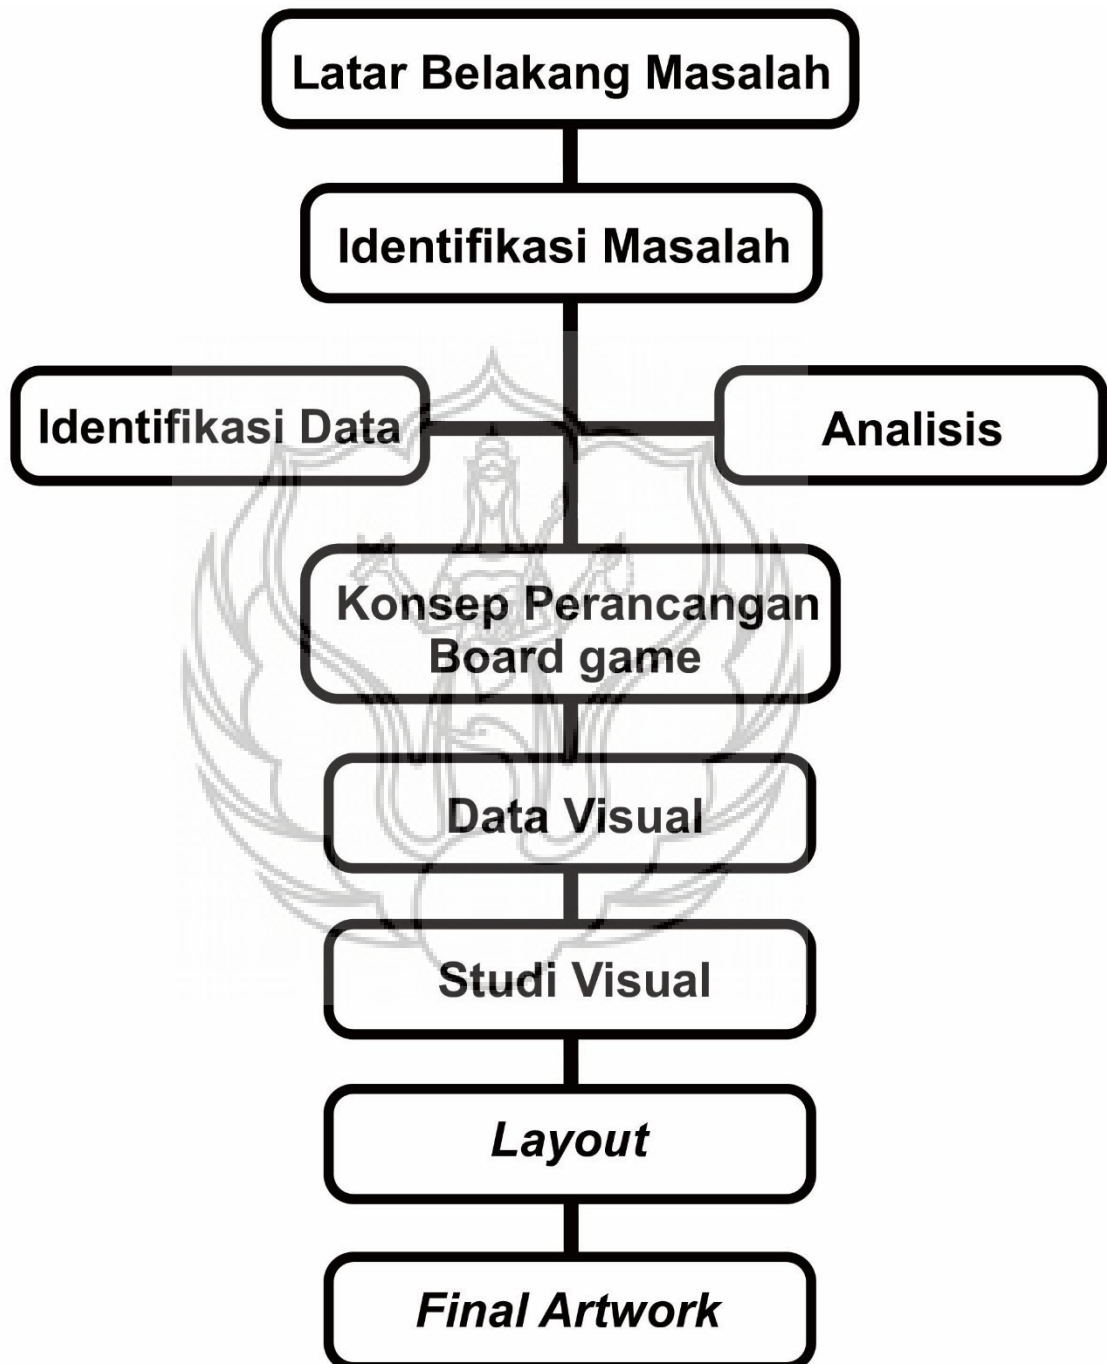 Latar Belakang Masalah
Identifikasi Masalah
Identifikasi Data
Analisis
Konsep Perancangan
Board game
Data Visual
Studi Visual
Layout
Final Artwork